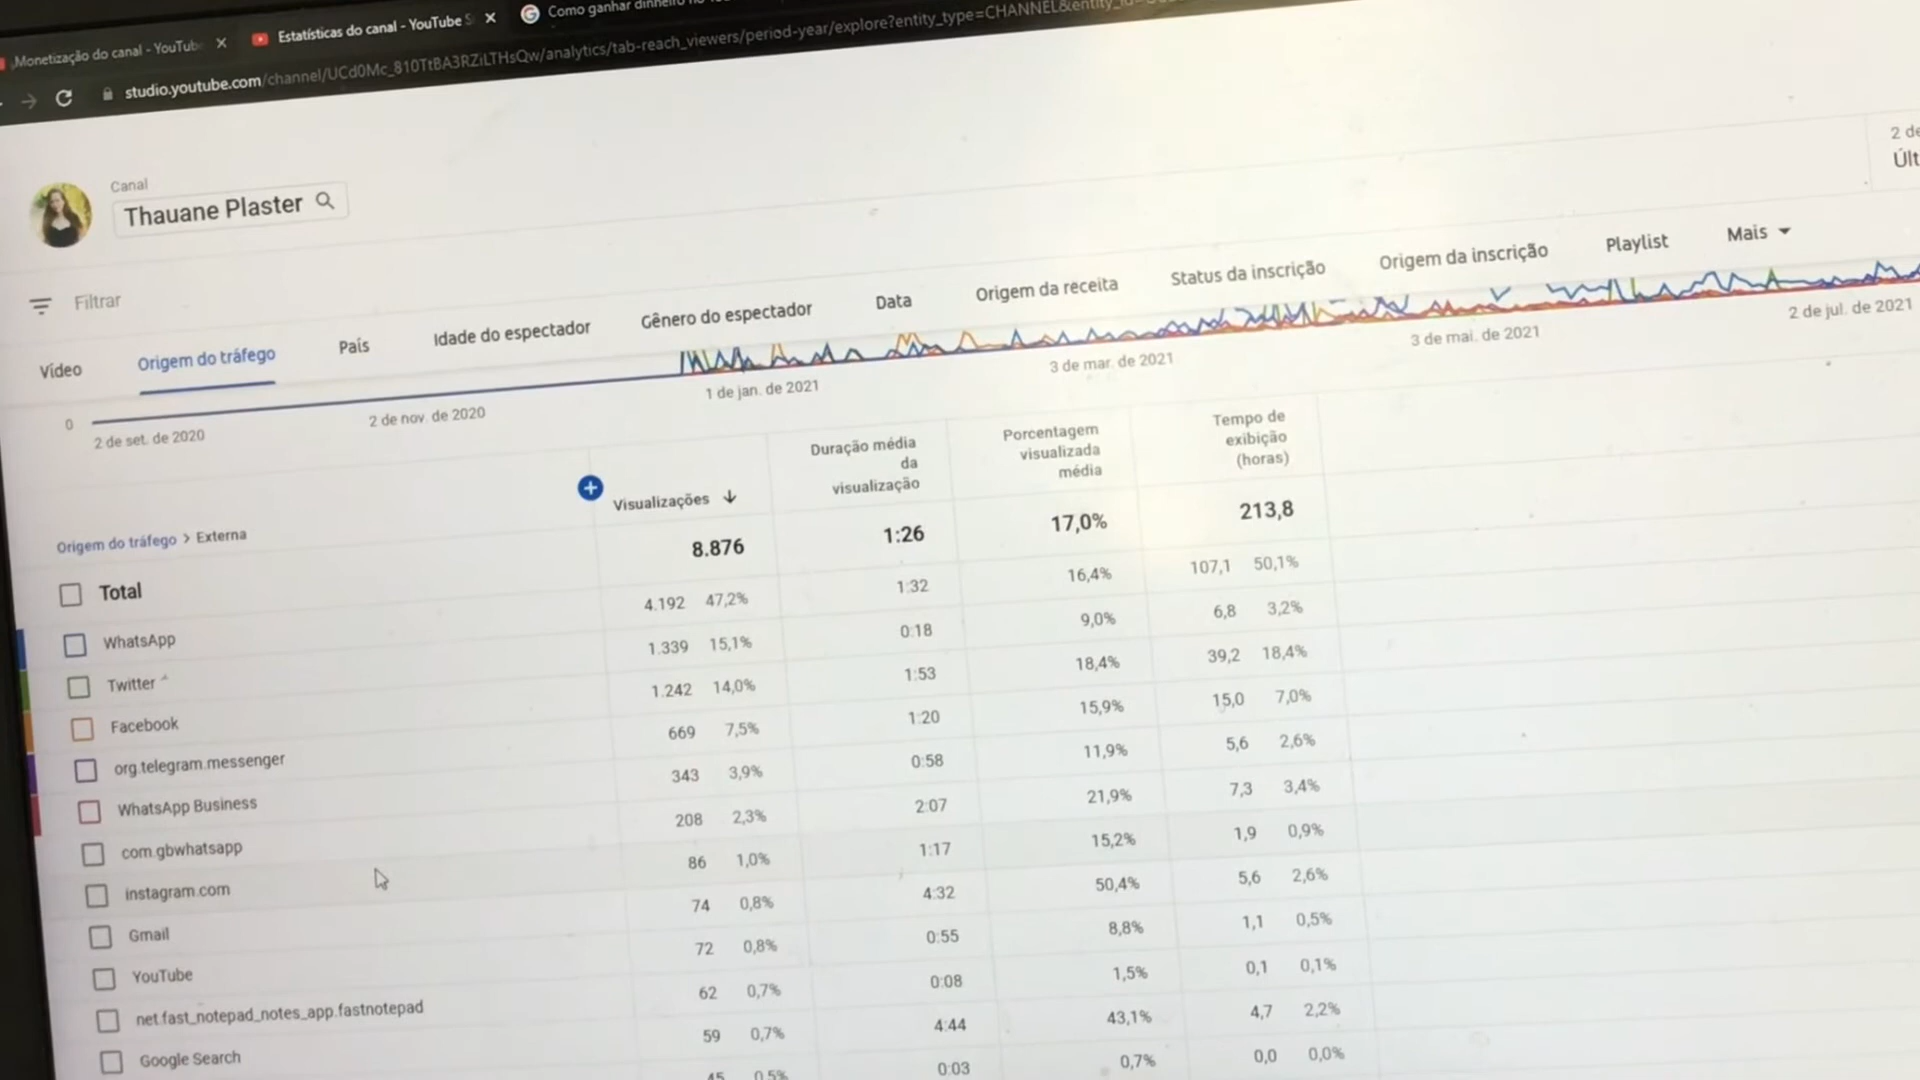 Monetização do canal - YouTub
Estatísticas do canal - YouTube S
Como ganhar dinheiro no
studio.youtube.com/channel/UCd0Mc_810TtBA3RZiLTHsQw/analytics/tab-reach_viewers/period-year/explore?entity_type=CHANNEL&entity_id=
Canal
Thauane Plaster
2 de
Últ
Filtrar
Vídeo Origem do tráfego País Idade do espectador Gênero do espectador Data Origem da receita Status da inscrição Origem da inscrição Playlist Mais
0
2 de set. de 2020 2 de nov. de 2020 1 de jan. de 2021 3 de mar. de 2021 3 de mai. de 2021 2 de jul. de 2021
Visualizações
Duração média da visualização
Porcentagem visualizada média
Tempo de exibição (horas)
Origem do tráfego > Externa
Total 8.876 1:26 17,0% 213,8
WhatsApp 4.192 47,2% 1:32 16,4% 107,1 50,1%
Twitter 1.339 15,1% 0:18 9,0% 6,8 3,2%
Facebook 1.242 14,0% 1:53 18,4% 39,2 18,4%
org.telegram.messenger 669 7,5% 1:20 15,9% 15,0 7,0%
WhatsApp Business 343 3,9% 0:58 11,9% 5,6 2,6%
com.gbwhatsapp 208 2,3% 2:07 21,9% 7,3 3,4%
instagram.com 86 1,0% 1:17 15,2% 1,9 0,9%
Gmail 74 0,8% 4:32 50,4% 5,6 2,6%
YouTube 72 0,8% 0:55 8,8% 1,1 0,5%
net.fast_notepad_notes_app.fastnotepad 62 0,7% 0:08 1,5% 0,1 0,1%
Google Search 59 0,7% 4:44 43,1% 4,7 2,2%
45 0,5% 0:03 0,7% 0,0 0,0%